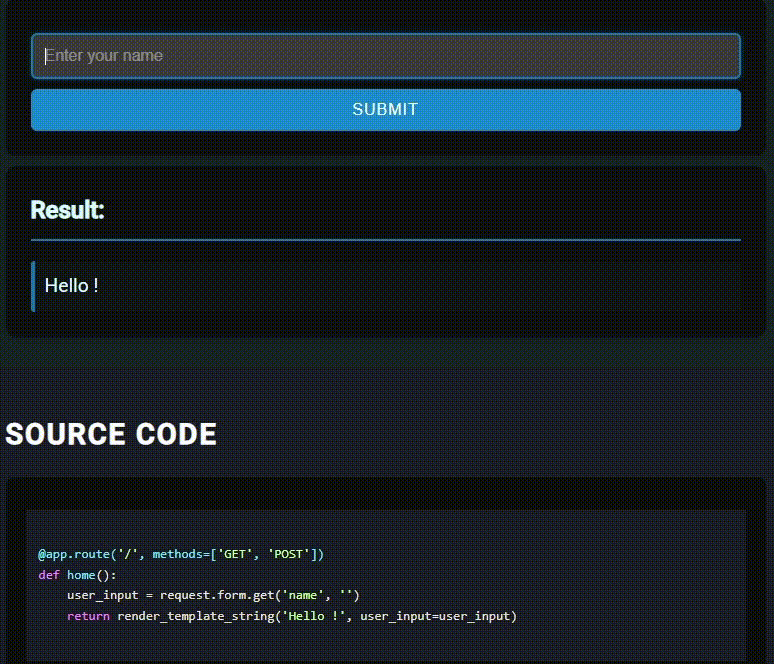 Enter your name
SUBMIT
Result:
Hello !
SOURCE CODE
@app.route('/', methods=['GET', 'POST'])
def home():
    user_input = request.form.get('name', '')
    return render_template_string('Hello !', user_input=user_input)